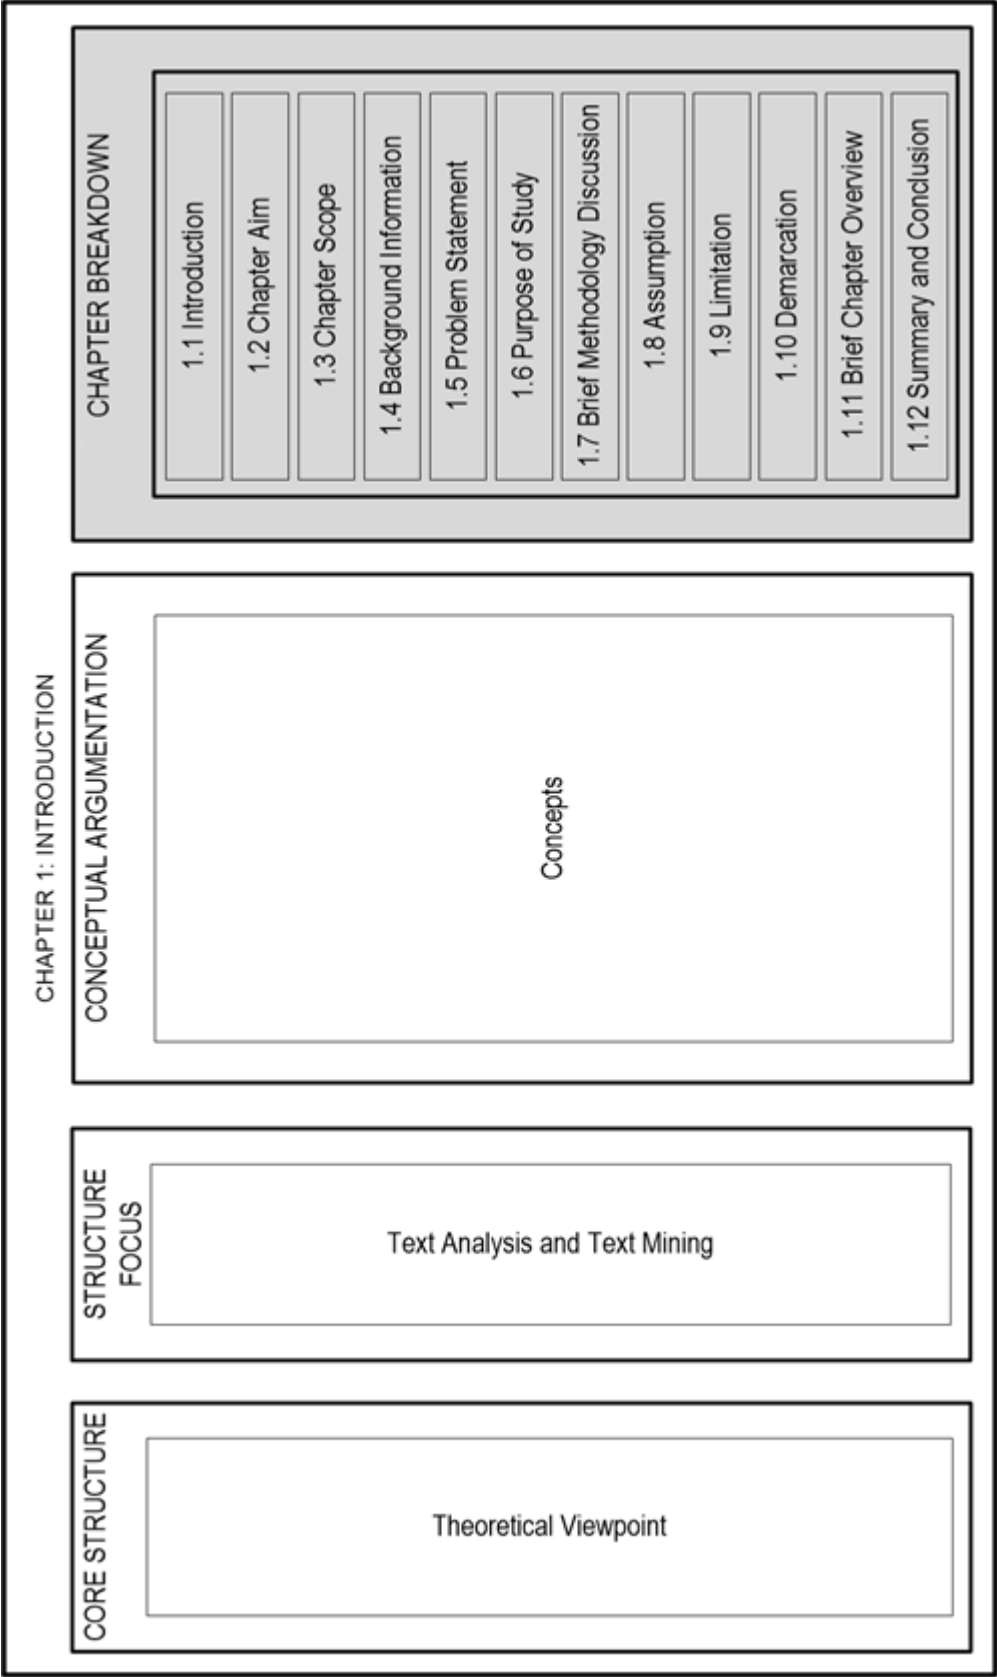 CHAPTER 1: INTRODUCTION
CORE STRUCTURE
Theoretical Viewpoint
STRUCTURE
FOCUS
Text Analysis and Text Mining
CONCEPTUAL ARGUMENTATION
Concepts
CHAPTER BREAKDOWN
1.1 Introduction
1.2 Chapter Aim
1.3 Chapter Scope
1.4 Background Information
1.5 Problem Statement
1.6 Purpose of Study
1.7 Brief Methodology Discussion
1.8 Assumption
1.9 Limitation
1.10 Demarcation
1.11 Brief Chapter Overview
1.12 Summary and Conclusion